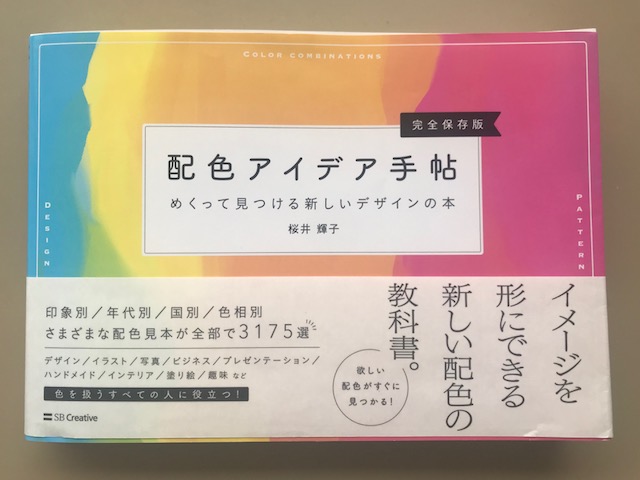 COLOR COMBINATIONS
完全保存版
配色アイデア手帖
めくって見つける新しいデザインの本
桜井 輝子
DESIGN
PATTERN
イメージを
形にできる
新しい配色の
教科書。
印象別／年代別／国別／色相別
さまざまな配色見本が全部で3175選
デザイン／イラスト／写真／ビジネス／プレゼンテーション／
ハンドメイド／インテリア／塗り絵／趣味 など
色を扱うすべての人に役立つ！
欲しい
配色がすぐに
見つかる！
SB Creative